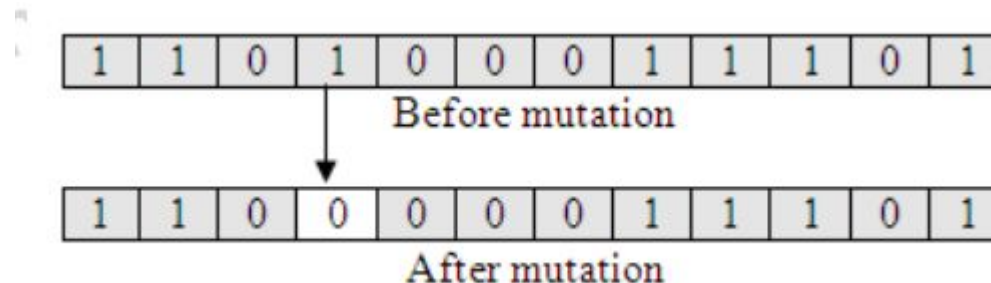 1 1 0 1 0 0 0 1 1 1 0 1
Before mutation
1 1 0 0 0 0 0 1 1 1 0 1
After mutation